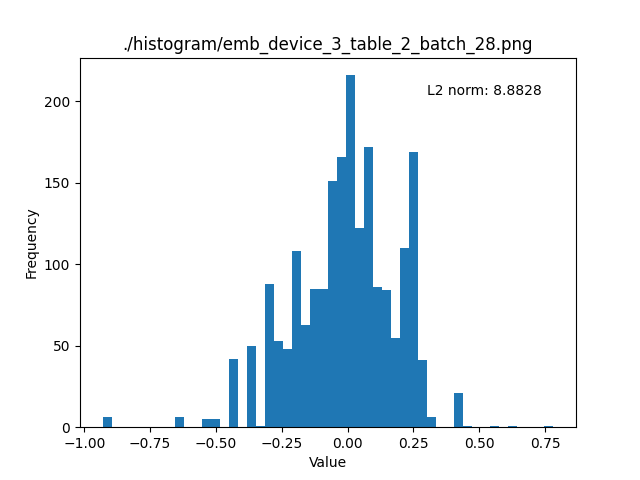 ./histogram/emb_device_3_table_2_batch_28.png
L2 norm: 8.8828
200
150
100
50
0
Frequency
−1.00 −0.75 −0.50 −0.25 0.00 0.25 0.50 0.75
Value